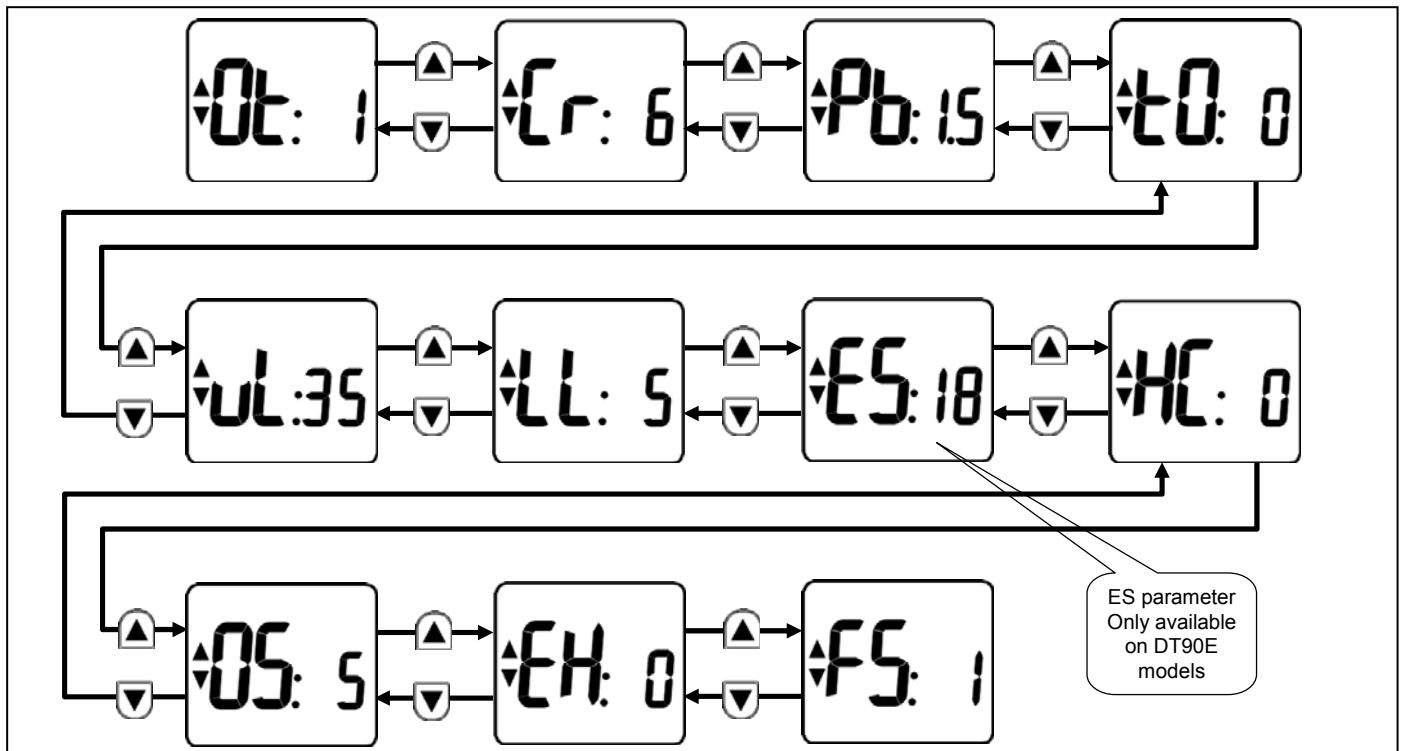 Ot: 1
Cr: 6
Pb:1.5
tO: 0
uL:35
LL: 5
ES:18
HC: 0
OS: 5
EH: 0
FS: 1
ES parameter
Only available
on DT90E
models